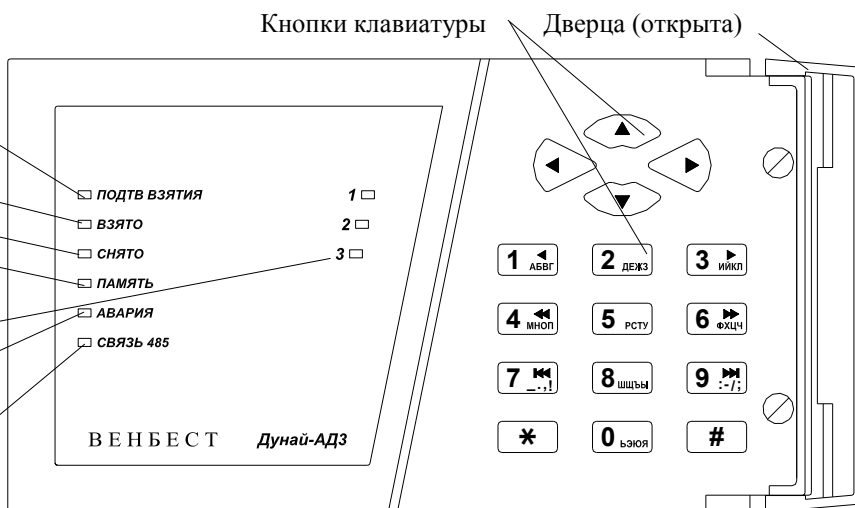 Кнопки клавиатуры Дверца (открыта)
ПОДТВ ВЗЯТИЯ 1
ВЗЯТО 2
СНЯТО 3
ПАМЯТЬ
АВАРИЯ
СВЯЗЬ 485
ВЕНБЕСТ Дунай-АД3
1 АБВГ 2 ДЕЖЗ 3 ИЙКЛ
4 МНОП 5 РСТУ 6 ФХЦЧ
7 _.,! 8 ШЩЪЫ 9 :-/;
* 0 ЬЭЮЯ #